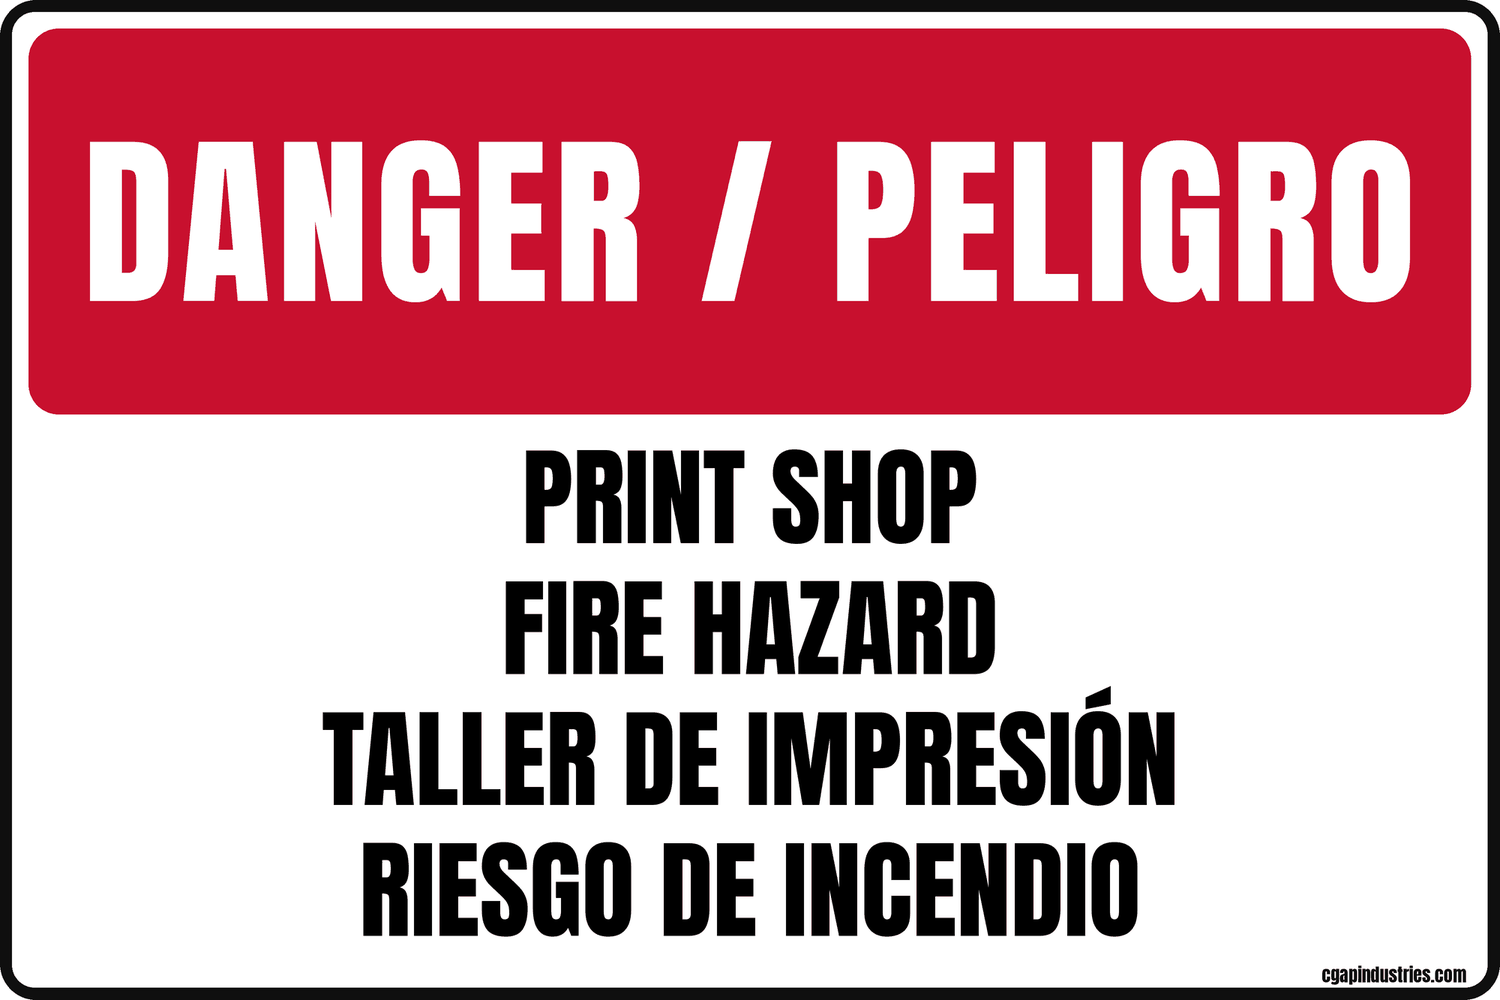 DANGER / PELIGRO
PRINT SHOP
FIRE HAZARD
TALLER DE IMPRESIÓN
RIESGO DE INCENDIO
cgapindustries.com